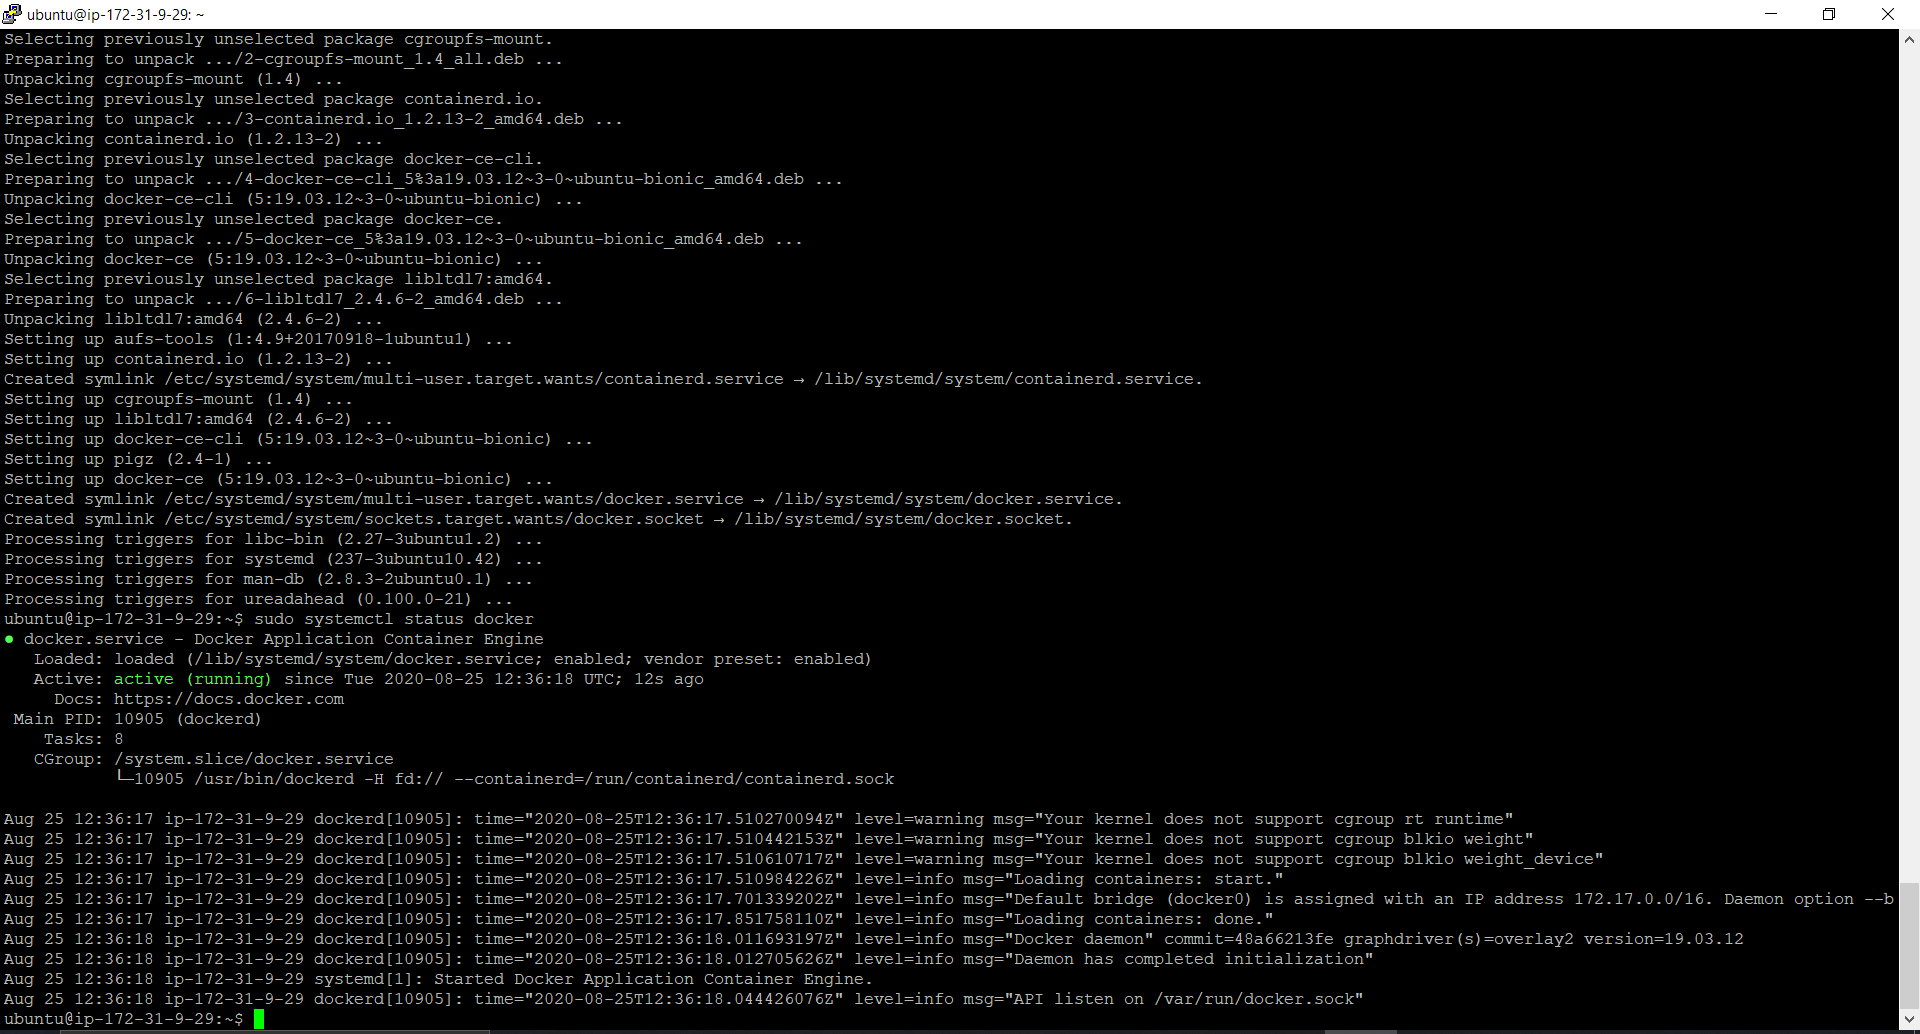 ubuntu@ip-172-31-9-29: ~
Selecting previously unselected package cgroupfs-mount.
Preparing to unpack .../2-cgroupfs-mount_1.4_all.deb ...
Unpacking cgroupfs-mount (1.4) ...
Selecting previously unselected package containerd.io.
Preparing to unpack .../3-containerd.io_1.2.13-2_amd64.deb ...
Unpacking containerd.io (1.2.13-2) ...
Selecting previously unselected package docker-ce-cli.
Preparing to unpack .../4-docker-ce-cli_5%3a19.03.12~3-0~ubuntu-bionic_amd64.deb ...
Unpacking docker-ce-cli (5:19.03.12~3-0~ubuntu-bionic) ...
Selecting previously unselected package docker-ce.
Preparing to unpack .../5-docker-ce_5%3a19.03.12~3-0~ubuntu-bionic_amd64.deb ...
Unpacking docker-ce (5:19.03.12~3-0~ubuntu-bionic) ...
Selecting previously unselected package libltdl7:amd64.
Preparing to unpack .../6-libltdl7_2.4.6-2_amd64.deb ...
Unpacking libltdl7:amd64 (2.4.6-2) ...
Setting up aufs-tools (1:4.9+20170918-1ubuntu1) ...
Setting up containerd.io (1.2.13-2) ...
Created symlink /etc/systemd/system/multi-user.target.wants/containerd.service → /lib/systemd/system/containerd.service.
Setting up cgroupfs-mount (1.4) ...
Setting up libltdl7:amd64 (2.4.6-2) ...
Setting up docker-ce-cli (5:19.03.12~3-0~ubuntu-bionic) ...
Setting up pigz (2.4-1) ...
Setting up docker-ce (5:19.03.12~3-0~ubuntu-bionic) ...
Created symlink /etc/systemd/system/multi-user.target.wants/docker.service → /lib/systemd/system/docker.service.
Created symlink /etc/systemd/system/sockets.target.wants/docker.socket → /lib/systemd/system/docker.socket.
Processing triggers for libc-bin (2.27-3ubuntu1.2) ...
Processing triggers for systemd (237-3ubuntu10.42) ...
Processing triggers for man-db (2.8.3-2ubuntu0.1) ...
Processing triggers for ureadahead (0.100.0-21) ...
ubuntu@ip-172-31-9-29:~$ sudo systemctl status docker
● docker.service - Docker Application Container Engine
   Loaded: loaded (/lib/systemd/system/docker.service; enabled; vendor preset: enabled)
   Active: active (running) since Tue 2020-08-25 12:36:18 UTC; 12s ago
     Docs: https://docs.docker.com
 Main PID: 10905 (dockerd)
    Tasks: 8
   CGroup: /system.slice/docker.service
           └─10905 /usr/bin/dockerd -H fd:// --containerd=/run/containerd/containerd.sock
Aug 25 12:36:17 ip-172-31-9-29 dockerd[10905]: time="2020-08-25T12:36:17.510270094Z" level=warning msg="Your kernel does not support cgroup rt runtime"
Aug 25 12:36:17 ip-172-31-9-29 dockerd[10905]: time="2020-08-25T12:36:17.510442153Z" level=warning msg="Your kernel does not support cgroup blkio weight"
Aug 25 12:36:17 ip-172-31-9-29 dockerd[10905]: time="2020-08-25T12:36:17.510610717Z" level=warning msg="Your kernel does not support cgroup blkio weight_device"
Aug 25 12:36:17 ip-172-31-9-29 dockerd[10905]: time="2020-08-25T12:36:17.510984226Z" level=info msg="Loading containers: start."
Aug 25 12:36:17 ip-172-31-9-29 dockerd[10905]: time="2020-08-25T12:36:17.701339202Z" level=info msg="Default bridge (docker0) is assigned with an IP address 172.17.0.0/16. Daemon option --b
Aug 25 12:36:17 ip-172-31-9-29 dockerd[10905]: time="2020-08-25T12:36:17.851758110Z" level=info msg="Loading containers: done."
Aug 25 12:36:18 ip-172-31-9-29 dockerd[10905]: time="2020-08-25T12:36:18.011693197Z" level=info msg="Docker daemon" commit=48a66213fe graphdriver(s)=overlay2 version=19.03.12
Aug 25 12:36:18 ip-172-31-9-29 dockerd[10905]: time="2020-08-25T12:36:18.012705626Z" level=info msg="Daemon has completed initialization"
Aug 25 12:36:18 ip-172-31-9-29 systemd[1]: Started Docker Application Container Engine.
Aug 25 12:36:18 ip-172-31-9-29 dockerd[10905]: time="2020-08-25T12:36:18.044426076Z" level=info msg="API listen on /var/run/docker.sock"
ubuntu@ip-172-31-9-29:~$